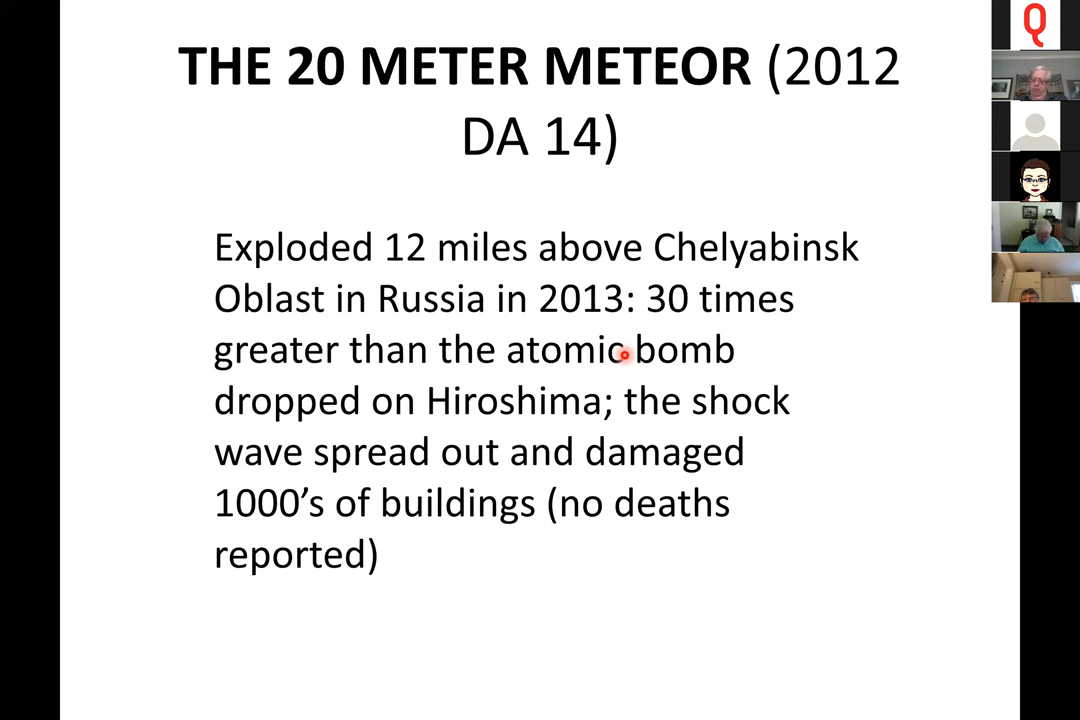 THE 20 METER METEOR (2012
DA 14)
Exploded 12 miles above Chelyabinsk
Oblast in Russia in 2013: 30 times
greater than the atomic bomb
dropped on Hiroshima; the shock
wave spread out and damaged
1000’s of buildings (no deaths
reported)
Q